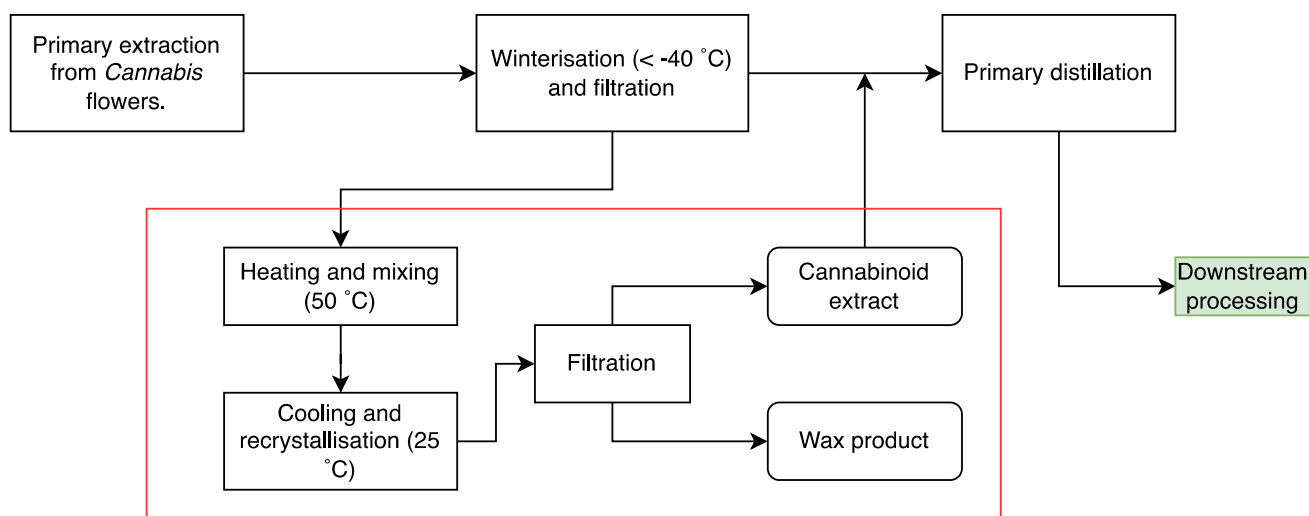 Primary extraction
from Cannabis
flowers.
Winterisation (< -40 ˚C)
and filtration
Primary distillation
Heating and mixing
(50 ˚C)
Cannabinoid
extract
Downstream
processing
Filtration
Cooling and
recrystallisation (25
˚C)
Wax product